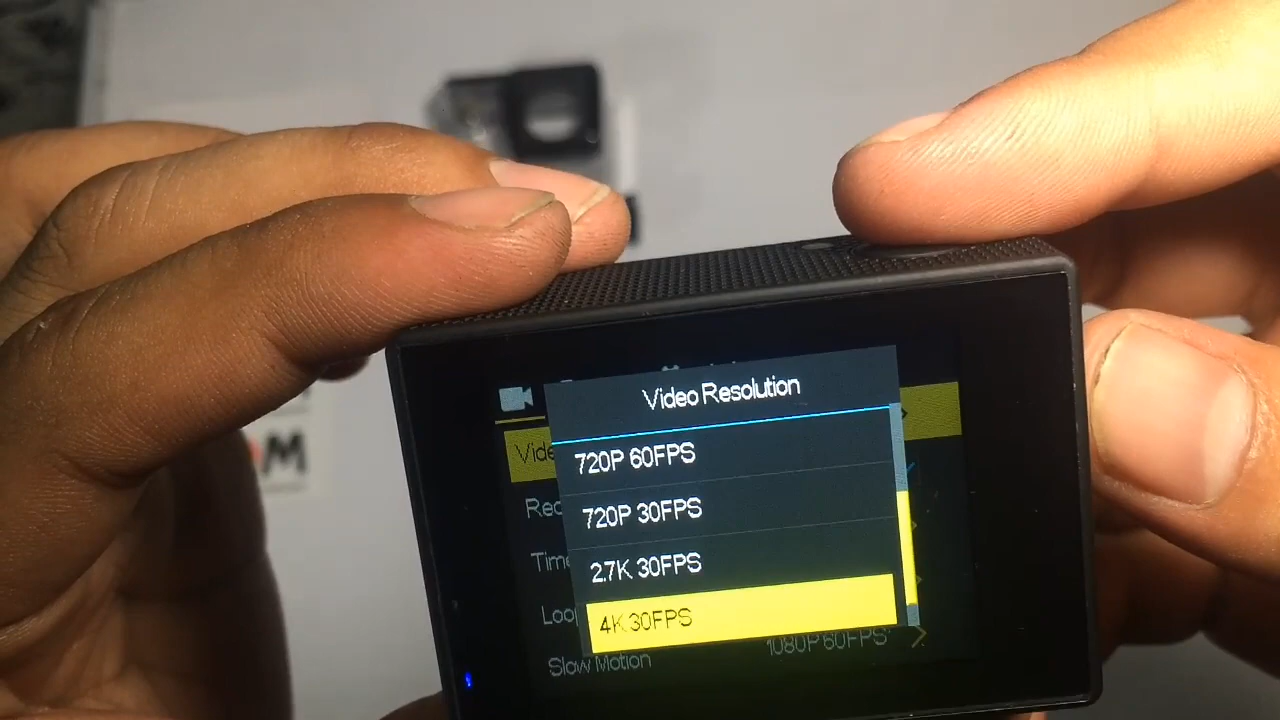 Video Resolution
720P 60FPS
720P 30FPS
2.7K 30FPS
4K 30FPS
Slow Motion 1080P 60FPS